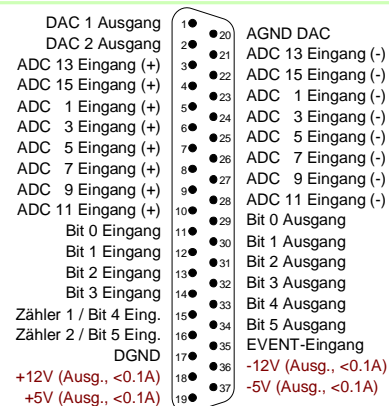 DAC 1 Ausgang
DAC 2 Ausgang
ADC 13 Eingang (+)
ADC 15 Eingang (+)
ADC 1 Eingang (+)
ADC 3 Eingang (+)
ADC 5 Eingang (+)
ADC 7 Eingang (+)
ADC 9 Eingang (+)
ADC 11 Eingang (+)
Bit 0 Eingang
Bit 1 Eingang
Bit 2 Eingang
Bit 3 Eingang
Zähler 1 / Bit 4 Eing.
Zähler 2 / Bit 5 Eing.
DGND
+12V (Ausg., <0.1A)
+5V (Ausg., <0.1A)
1
2
3
4
5
6
7
8
9
10
11
12
13
14
15
16
17
18
19
20
21
22
23
24
25
26
27
28
29
30
31
32
33
34
35
36
37
AGND DAC
ADC 13 Eingang (-)
ADC 15 Eingang (-)
ADC 1 Eingang (-)
ADC 3 Eingang (-)
ADC 5 Eingang (-)
ADC 7 Eingang (-)
ADC 9 Eingang (-)
ADC 11 Eingang (-)
Bit 0 Ausgang
Bit 1 Ausgang
Bit 2 Ausgang
Bit 3 Ausgang
Bit 4 Ausgang
Bit 5 Ausgang
EVENT-Eingang
-12V (Ausg., <0.1A)
-5V (Ausg., <0.1A)